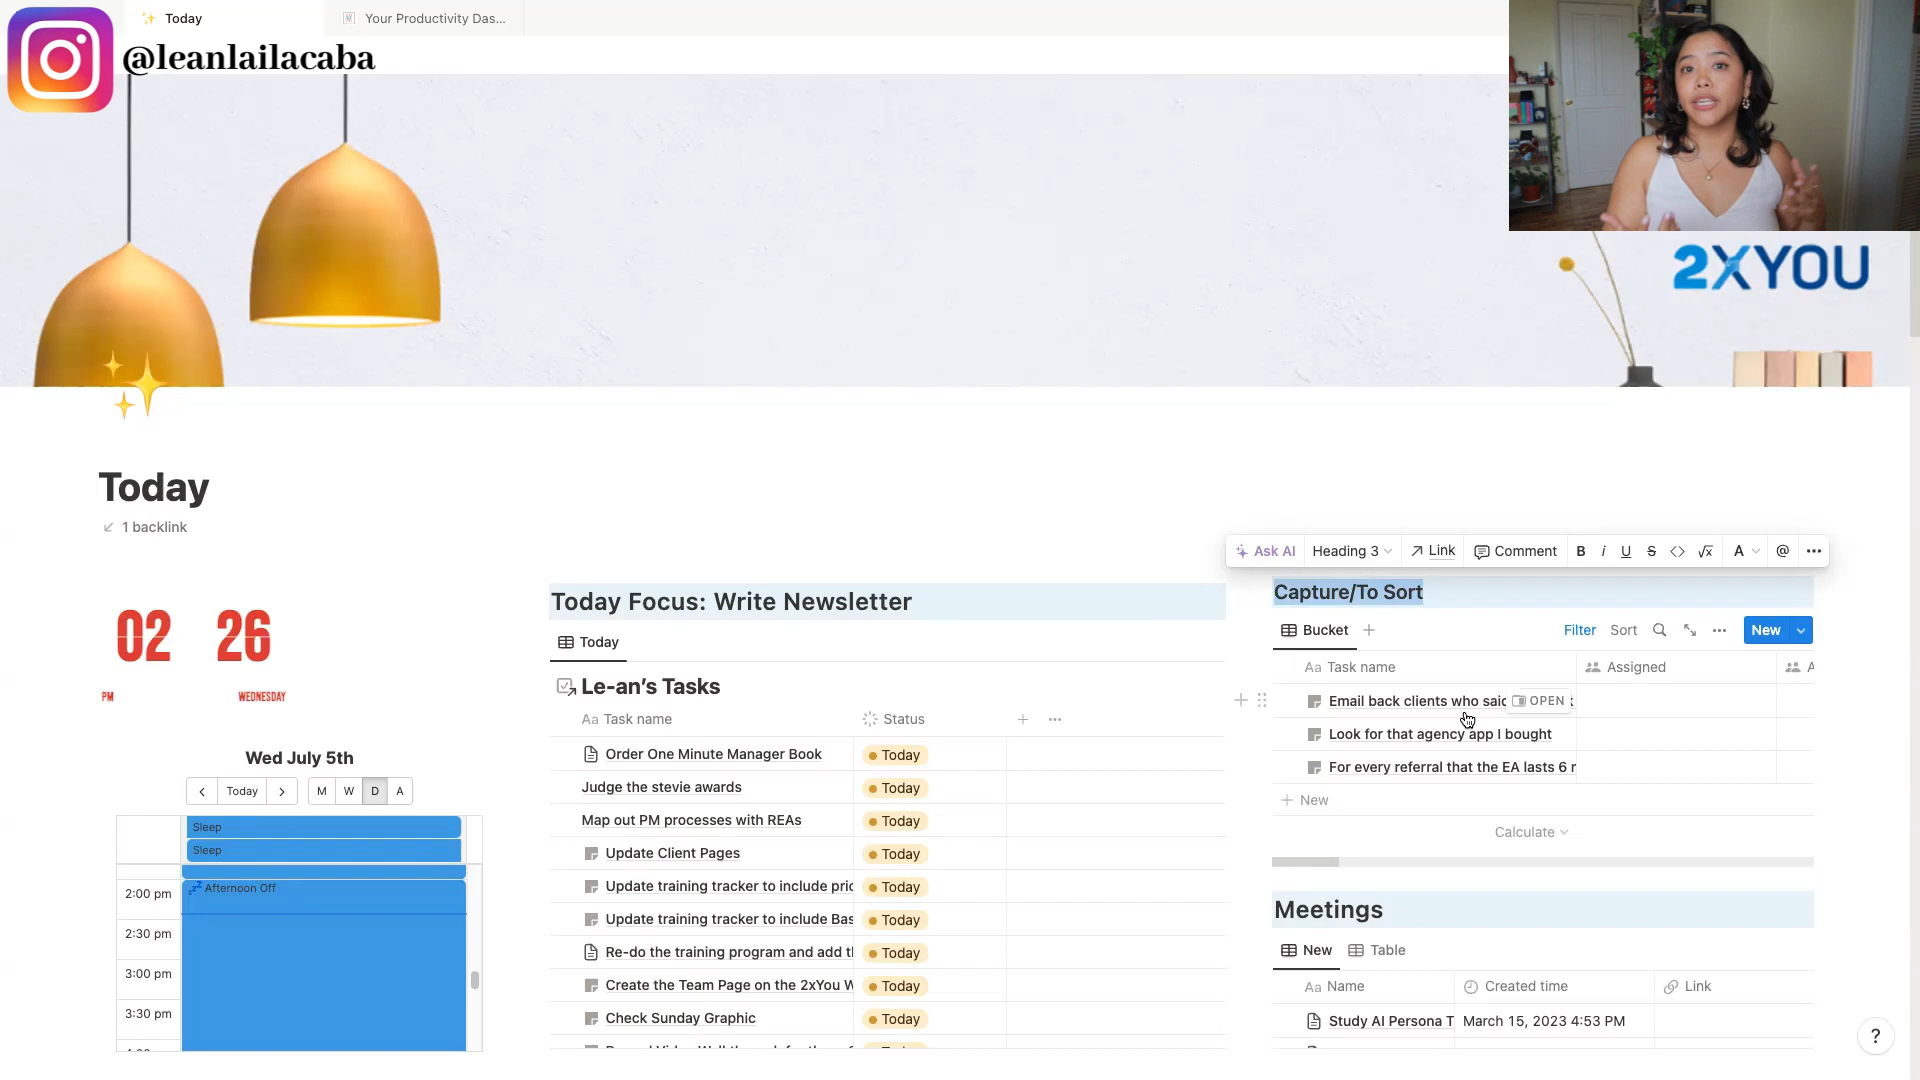 Today
Your Productivity Das...
@leanlailacaba
2XYOU
Today
1 backlink
Ask AI Heading 3 Link Comment B i U S <> √x A @ •••
02 26
PM WEDNESDAY
Wed July 5th
Today M W D A
Sleep
Sleep
Afternoon Off
2:00 pm
2:30 pm
3:00 pm
3:30 pm
Today Focus: Write Newsletter
Today
Le-an’s Tasks
Aa Task name Status
Order One Minute Manager Book Today
Judge the stevie awards Today
Map out PM processes with REAs Today
Update Client Pages Today
Update training tracker to include pric Today
Update training tracker to include Bas Today
Re-do the training program and add tl Today
Create the Team Page on the 2xYou W Today
Check Sunday Graphic Today
Capture/To Sort
Bucket Filter Sort New
Aa Task name Assigned A
Email back clients who said OPEN
Look for that agency app I bought
For every referral that the EA lasts 6 r
New
Calculate
Meetings
New Table
Aa Name Created time Link
Study AI Persona T March 15, 2023 4:53 PM
?